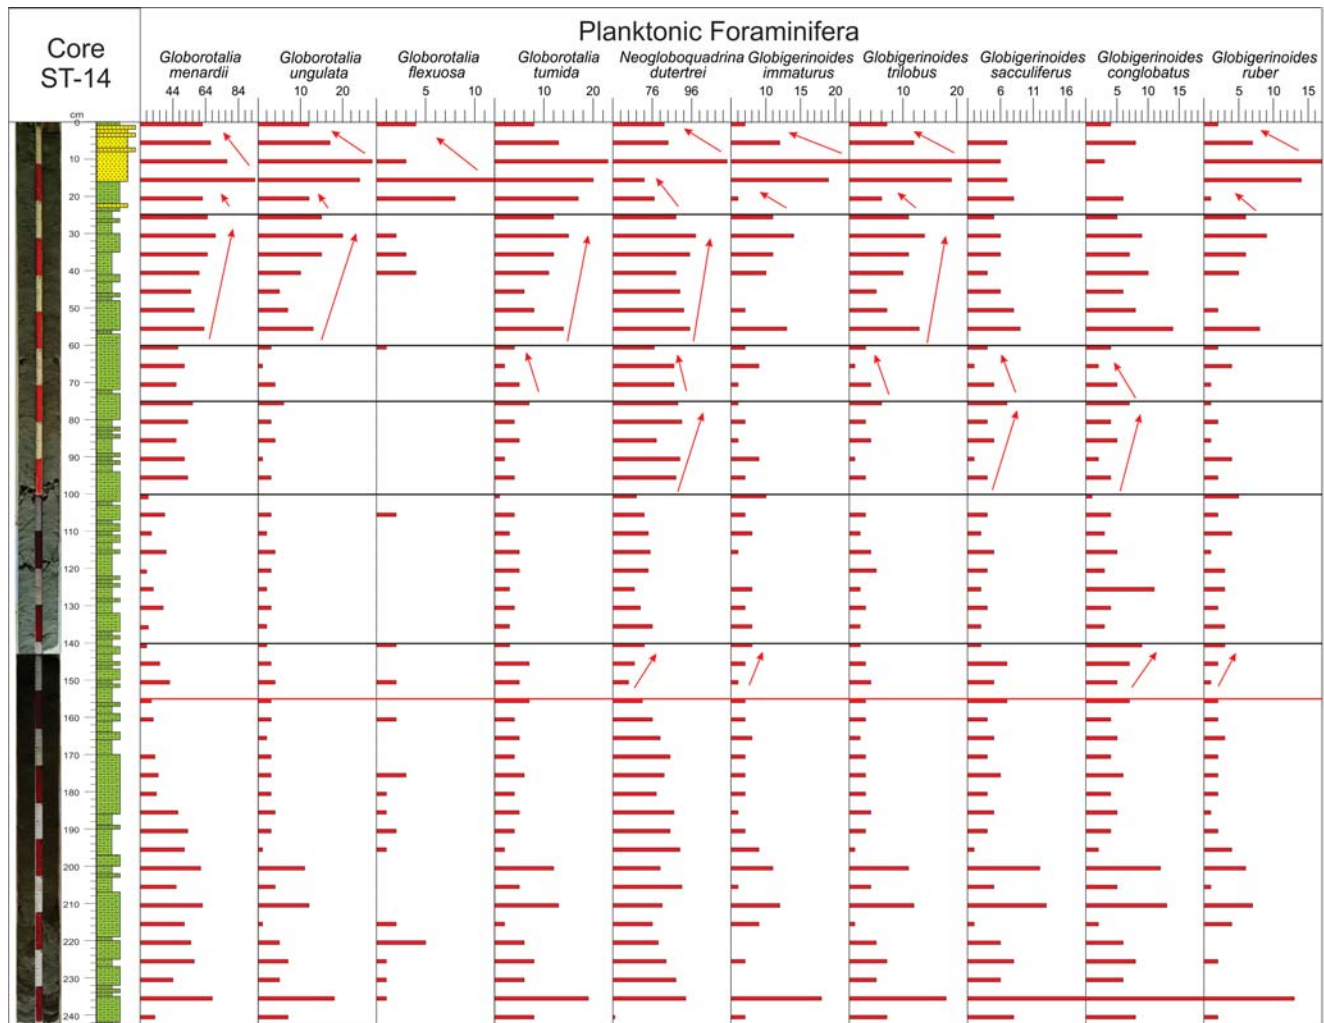 Core
ST-14
Planktonic Foraminifera
Globorotalia
menardii
Globorotalia
ungulata
Globorotalia
flexuosa
Globorotalia
tumida
Neogloboquadrina
dutertrei
Globigerinoides
immaturus
Globigerinoides
trilobus
Globigerinoides
sacculiferus
Globigerinoides
conglobatus
Globigerinoides
ruber
44 64 84
10 20
5 10
10 20
76 96
10 20
10 20
6 11 16
5 10 15
5 10 15
cm
0
10
20
30
40
50
60
70
80
90
100
110
120
130
140
150
160
170
180
190
200
210
220
230
240